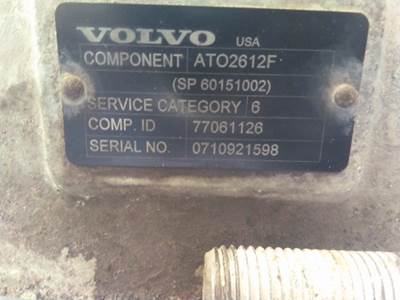 VOLVO USA
COMPONENT ATO2612F
(SP 60151002)
SERVICE CATEGORY 6
COMP. ID 77061126
SERIAL NO. 0710921598